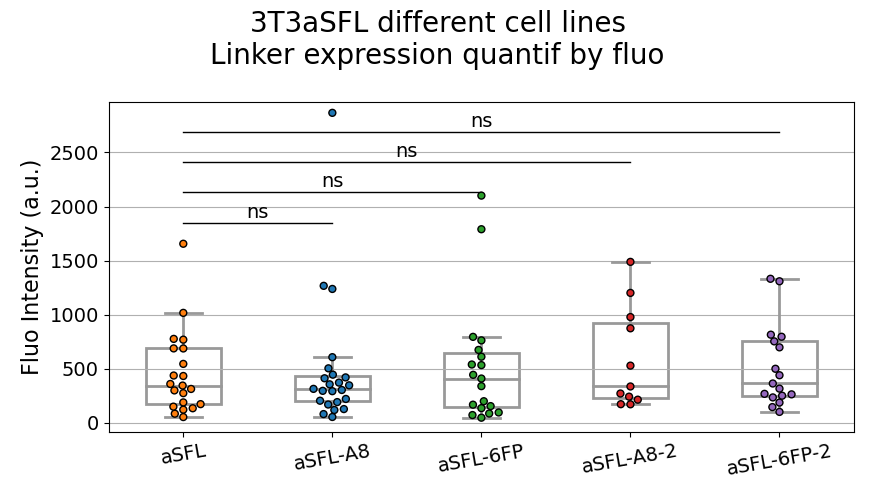 3T3aSFL different cell lines
Linker expression quantif by fluo
Fluo Intensity (a.u.)
2500
2000
1500
1000
500
0
ns
ns
ns
ns
aSFL
aSFL-A8
aSFL-6FP
aSFL-A8-2
aSFL-6FP-2